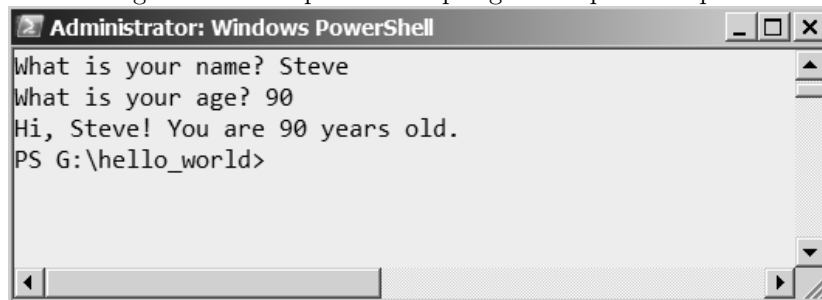 Administrator: Windows PowerShell
What is your name? Steve
What is your age? 90
Hi, Steve! You are 90 years old.
PS G:\hello_world>